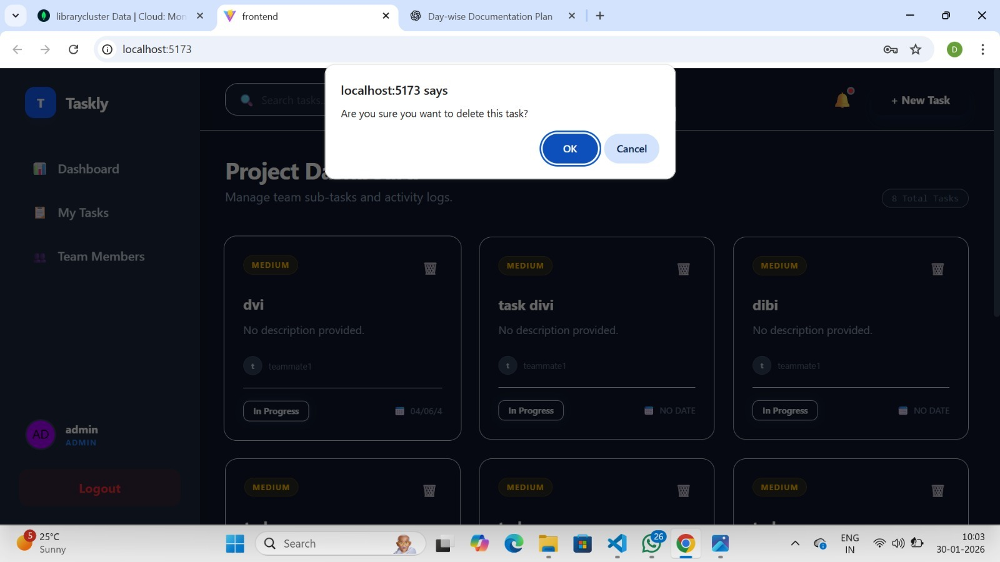 librarycluster Data | Cloud: Mon
frontend
Day-wise Documentation Plan
localhost:5173
D
localhost:5173 says
Are you sure you want to delete this task?
OK
Cancel
T
Taskly
Search tasks.
+ New Task
Dashboard
My Tasks
Team Members
Project Da
Manage team sub-tasks and activity logs.
8 Total Tasks
MEDIUM
dvi
No description provided.
t teammate1
In Progress
04/06/4
MEDIUM
task divi
No description provided.
t teammate1
In Progress
NO DATE
MEDIUM
dibi
No description provided.
t teammate1
In Progress
NO DATE
MEDIUM
MEDIUM
MEDIUM
AD
admin
ADMIN
Logout
5
25°C
Sunny
Search
26
ENG
IN
10:03
30-01-2026